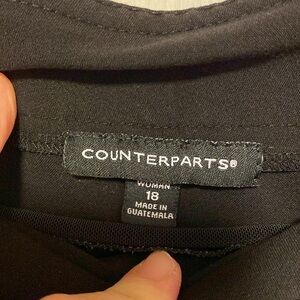 COUNTERPARTS®
WOMAN
18
MADE IN
GUATEMALA